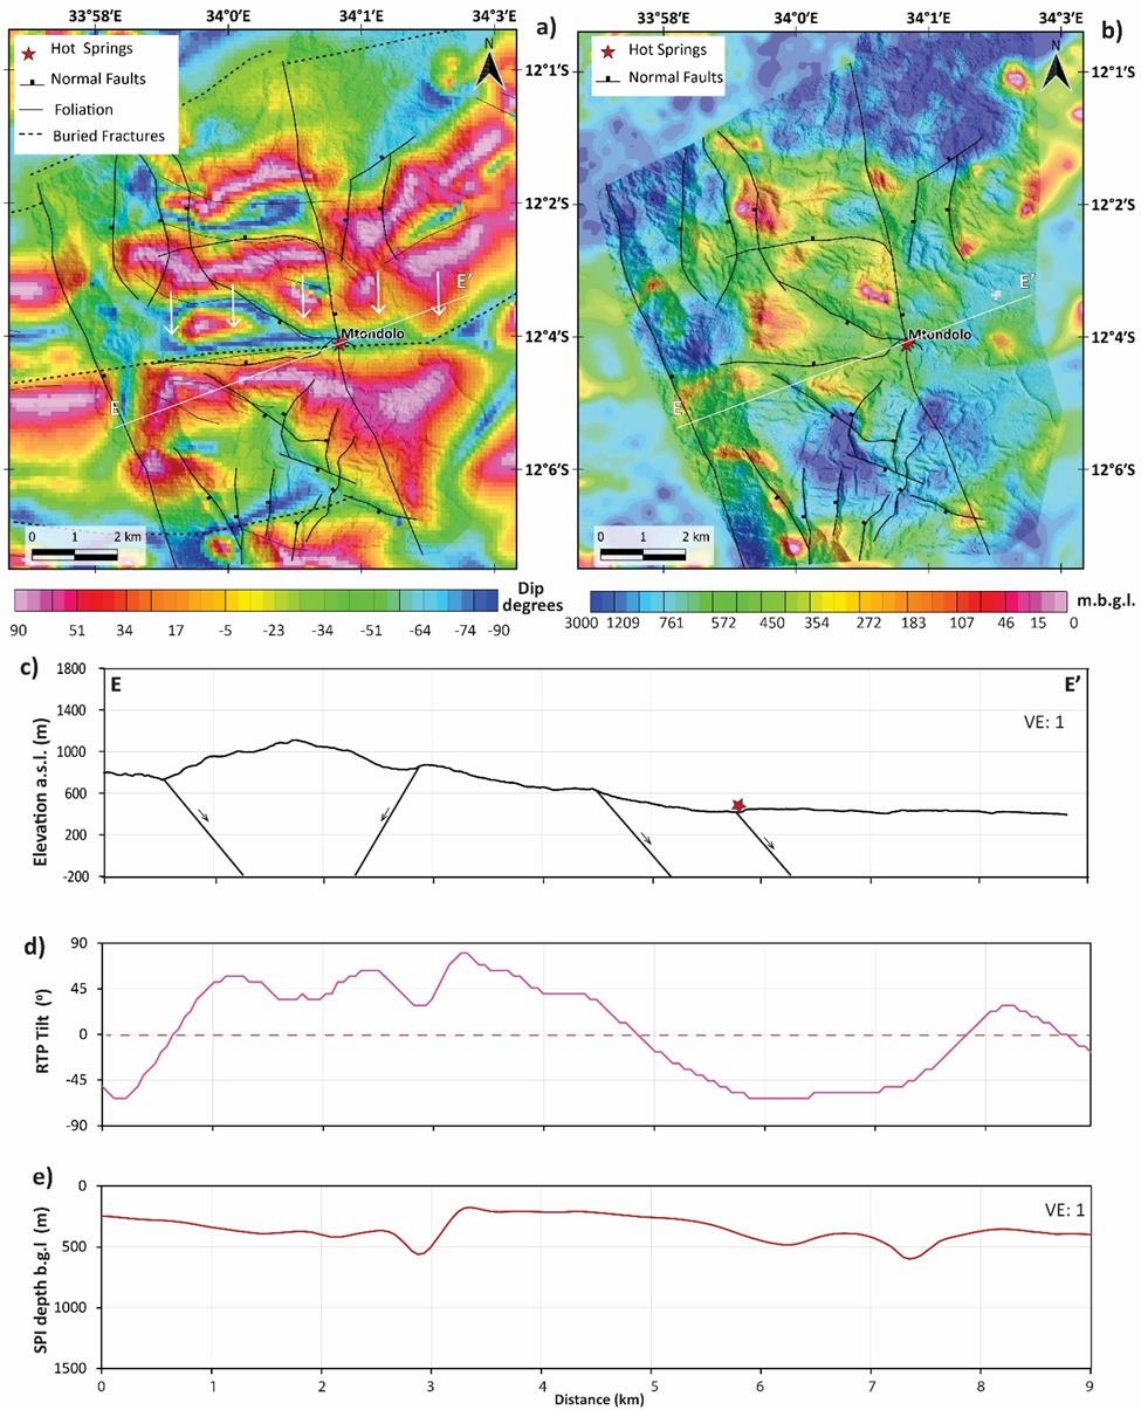 33°58'E 34°0'E 34°1'E 34°3'E
33°58'E 34°0'E 34°1'E 34°3'E
a)
b)
Hot Springs
Normal Faults
Foliation
Buried Fractures
N
Hot Springs
Normal Faults
N
12°1'S
12°2'S
12°4'S
12°6'S
12°1'S
12°2'S
12°4'S
12°6'S
E'
Mtondolo
E
E'
Mtondolo
E
0 1 2 km
0 1 2 km
Dip
degrees
90 51 34 17 -5 -23 -34 -51 -64 -74 -90
m.b.g.l.
3000 1209 761 572 450 354 272 183 107 46 15 0
c)
E
E'
VE: 1
Elevation a.s.l. (m)
1800
1400
1000
600
200
-200
d)
RTP Tilt (°)
90
45
0
-45
-90
e)
VE: 1
SPI depth b.g.l (m)
0
500
1000
1500
0 1 2 3 4 5 6 7 8 9
Distance (km)